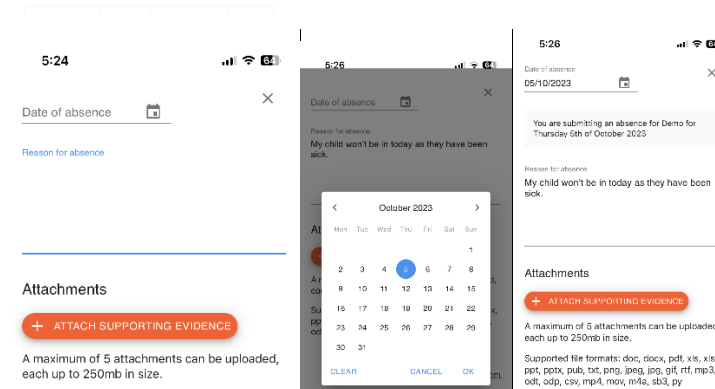 5:24
64
Date of absence
Reason for absence
Attachments
+ ATTACH SUPPORTING EVIDENCE
A maximum of 5 attachments can be uploaded,
each up to 250mb in size.
5:26
64
Date of absence
Reason for absence
My child won't be in today as they have been
sick.
October 2023
Mon Tue Wed Thu Fri Sat Sun
1
2 3 4 5 6 7 8
9 10 11 12 13 14 15
16 17 18 19 20 21 22
23 24 25 26 27 28 29
30 31
CLEAR CANCEL OK
5:26
Date of absence
05/10/2023
You are submitting an absence for Demo for
Thursday 5th of October 2023
Reason for absence
My child won't be in today as they have been
sick.
Attachments
+ ATTACH SUPPORTING EVIDENCE
A maximum of 5 attachments can be uploaded
each up to 250mb in size.
Supported file formats: doc, docx, pdf, xls, xls
ppt, pptx, pub, txt, png, jpeg, jpg, gif, rtf, mp3,
odt, odp, csv, mp4, mov, m4a, sb3, py